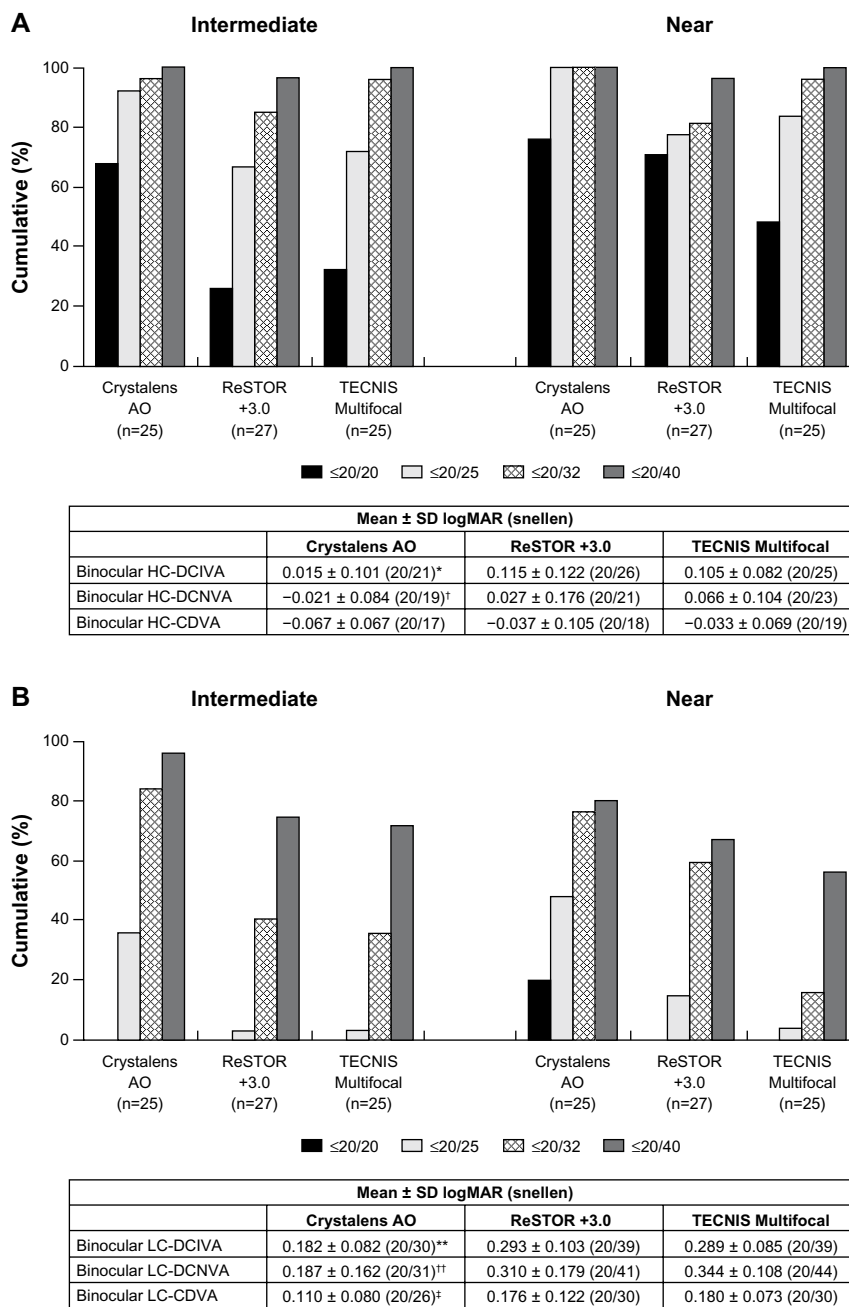 A
Intermediate Near
Cumulative (%)
100
80
60
40
20
0
Crystalens ReSTOR TECNIS Crystalens ReSTOR TECNIS
AO +3.0 Multifocal AO +3.0 Multifocal
(n=25) (n=27) (n=25) (n=25) (n=27) (n=25)
≤20/20 ≤20/25 ≤20/32 ≤20/40
Mean ± SD logMAR (snellen)
Crystalens AO ReSTOR +3.0 TECNIS Multifocal
Binocular HC-DCIVA 0.015 ± 0.101 (20/21)* 0.115 ± 0.122 (20/26) 0.105 ± 0.082 (20/25)
Binocular HC-DCNVA −0.021 ± 0.084 (20/19)† 0.027 ± 0.176 (20/21) 0.066 ± 0.104 (20/23)
Binocular HC-CDVA −0.067 ± 0.067 (20/17) −0.037 ± 0.105 (20/18) −0.033 ± 0.069 (20/19)
B
Intermediate Near
Cumulative (%)
100
80
60
40
20
0
Crystalens ReSTOR TECNIS Crystalens ReSTOR TECNIS
AO +3.0 Multifocal AO +3.0 Multifocal
(n=25) (n=27) (n=25) (n=25) (n=27) (n=25)
≤20/20 ≤20/25 ≤20/32 ≤20/40
Mean ± SD logMAR (snellen)
Crystalens AO ReSTOR +3.0 TECNIS Multifocal
Binocular LC-DCIVA 0.182 ± 0.082 (20/30)** 0.293 ± 0.103 (20/39) 0.289 ± 0.085 (20/39)
Binocular LC-DCNVA 0.187 ± 0.162 (20/31)†† 0.310 ± 0.179 (20/41) 0.344 ± 0.108 (20/44)
Binocular LC-CDVA 0.110 ± 0.080 (20/26)‡ 0.176 ± 0.122 (20/30) 0.180 ± 0.073 (20/30)